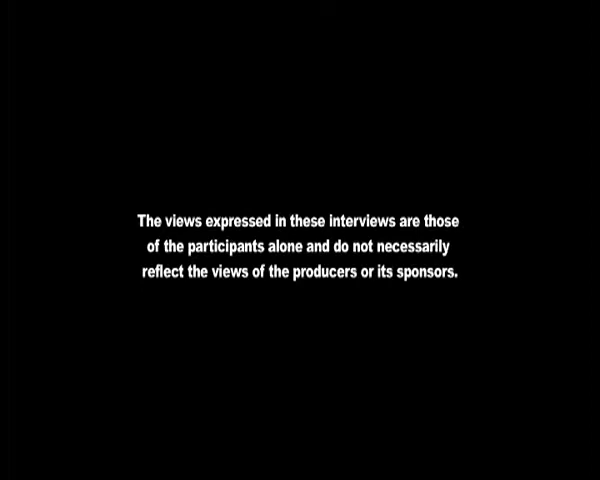 The views expressed in these interviews are those
of the participants alone and do not necessarily
reflect the views of the producers or its sponsors.